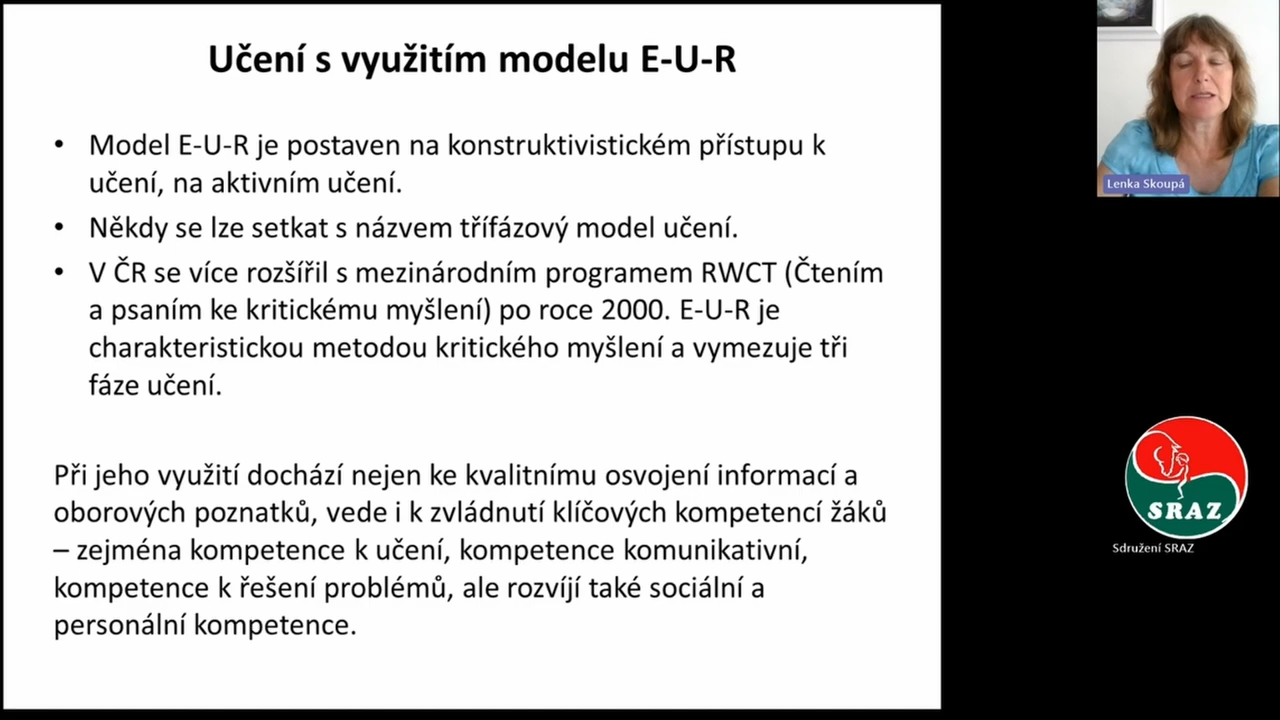 Učení s využitím modelu E-U-R
• Model E-U-R je postaven na konstruktivistickém přístupu k
učení, na aktivním učení.
• Někdy se lze setkat s názvem třífázový model učení.
• V ČR se více rozšířil s mezinárodním programem RWCT (Čtením
a psaním ke kritickému myšlení) po roce 2000. E-U-R je
charakteristickou metodou kritického myšlení a vymezuje tři
fáze učení.
Při jeho využití dochází nejen ke kvalitnímu osvojení informací a
oborových poznatků, vede i k zvládnutí klíčových kompetencí žáků
– zejména kompetence k učení, kompetence komunikativní,
kompetence k řešení problémů, ale rozvíjí také sociální a
personální kompetence.
Lenka Skoupá
SRAZ
Sdružení SRAZ